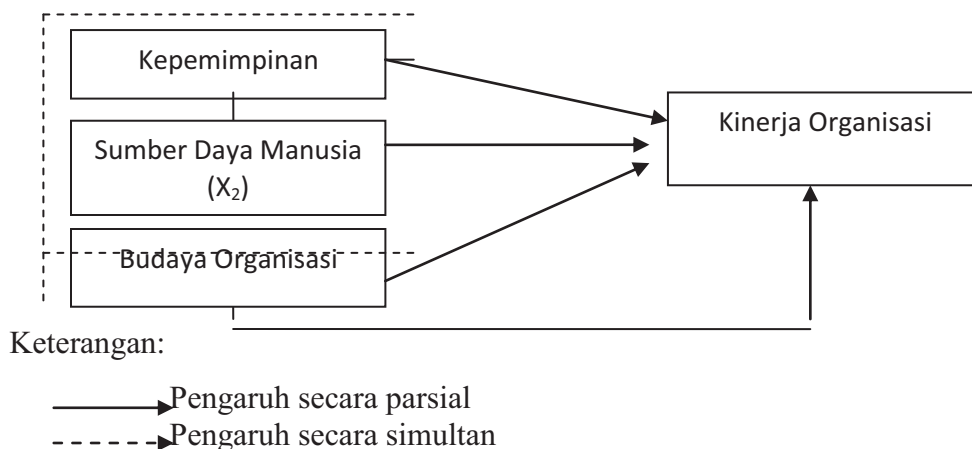 Kepemimpinan
Sumber Daya Manusia
(X₂)
Budaya Organisasi
Kinerja Organisasi
Keterangan:
Pengaruh secara parsial
Pengaruh secara simultan